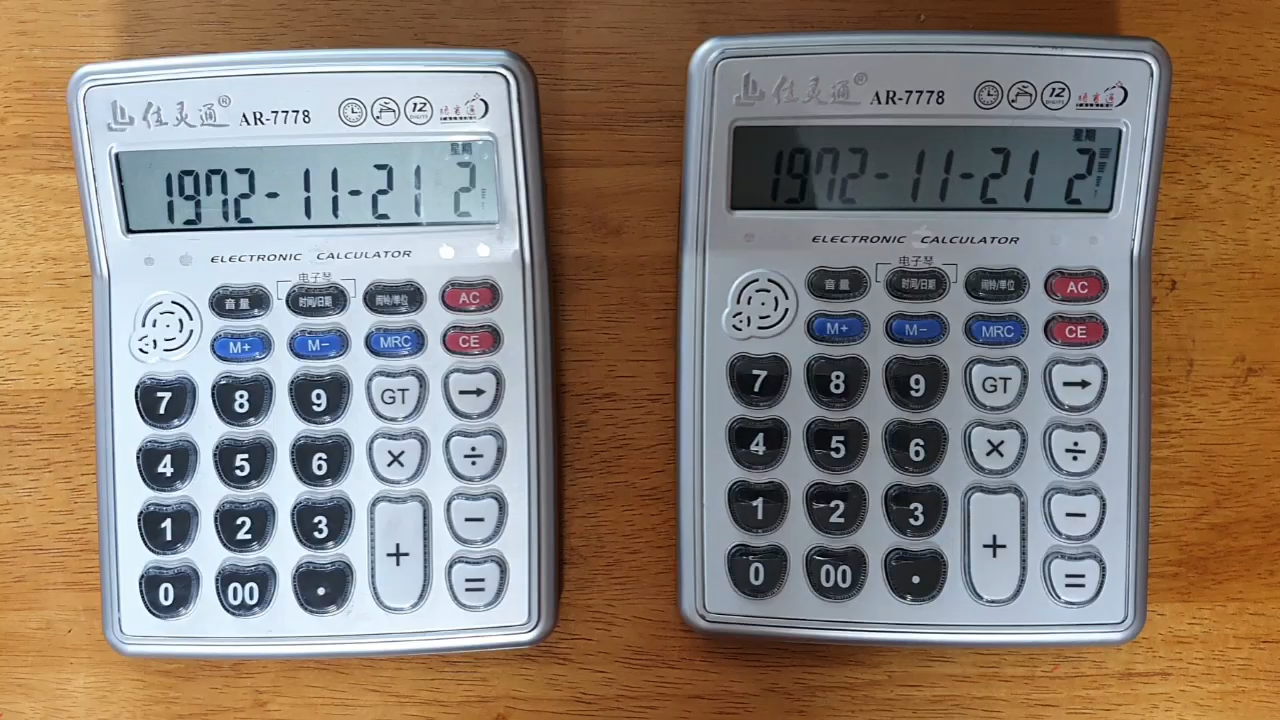 佳灵通® AR-7778 12 DIGITS
星期
1972-11-21 2
ELECTRONIC CALCULATOR
电子琴
音量 时间/日期 闹铃/单位 AC
M+ M− MRC CE
7 8 9 GT →
4 5 6 × ÷
1 2 3 + −
0 00 • =
佳灵通® AR-7778 12 DIGITS
星期
1972-11-21 2
ELECTRONIC CALCULATOR
电子琴
音量 时间/日期 闹铃/单位 AC
M+ M− MRC CE
7 8 9 GT →
4 5 6 × ÷
1 2 3 + −
0 00 • =